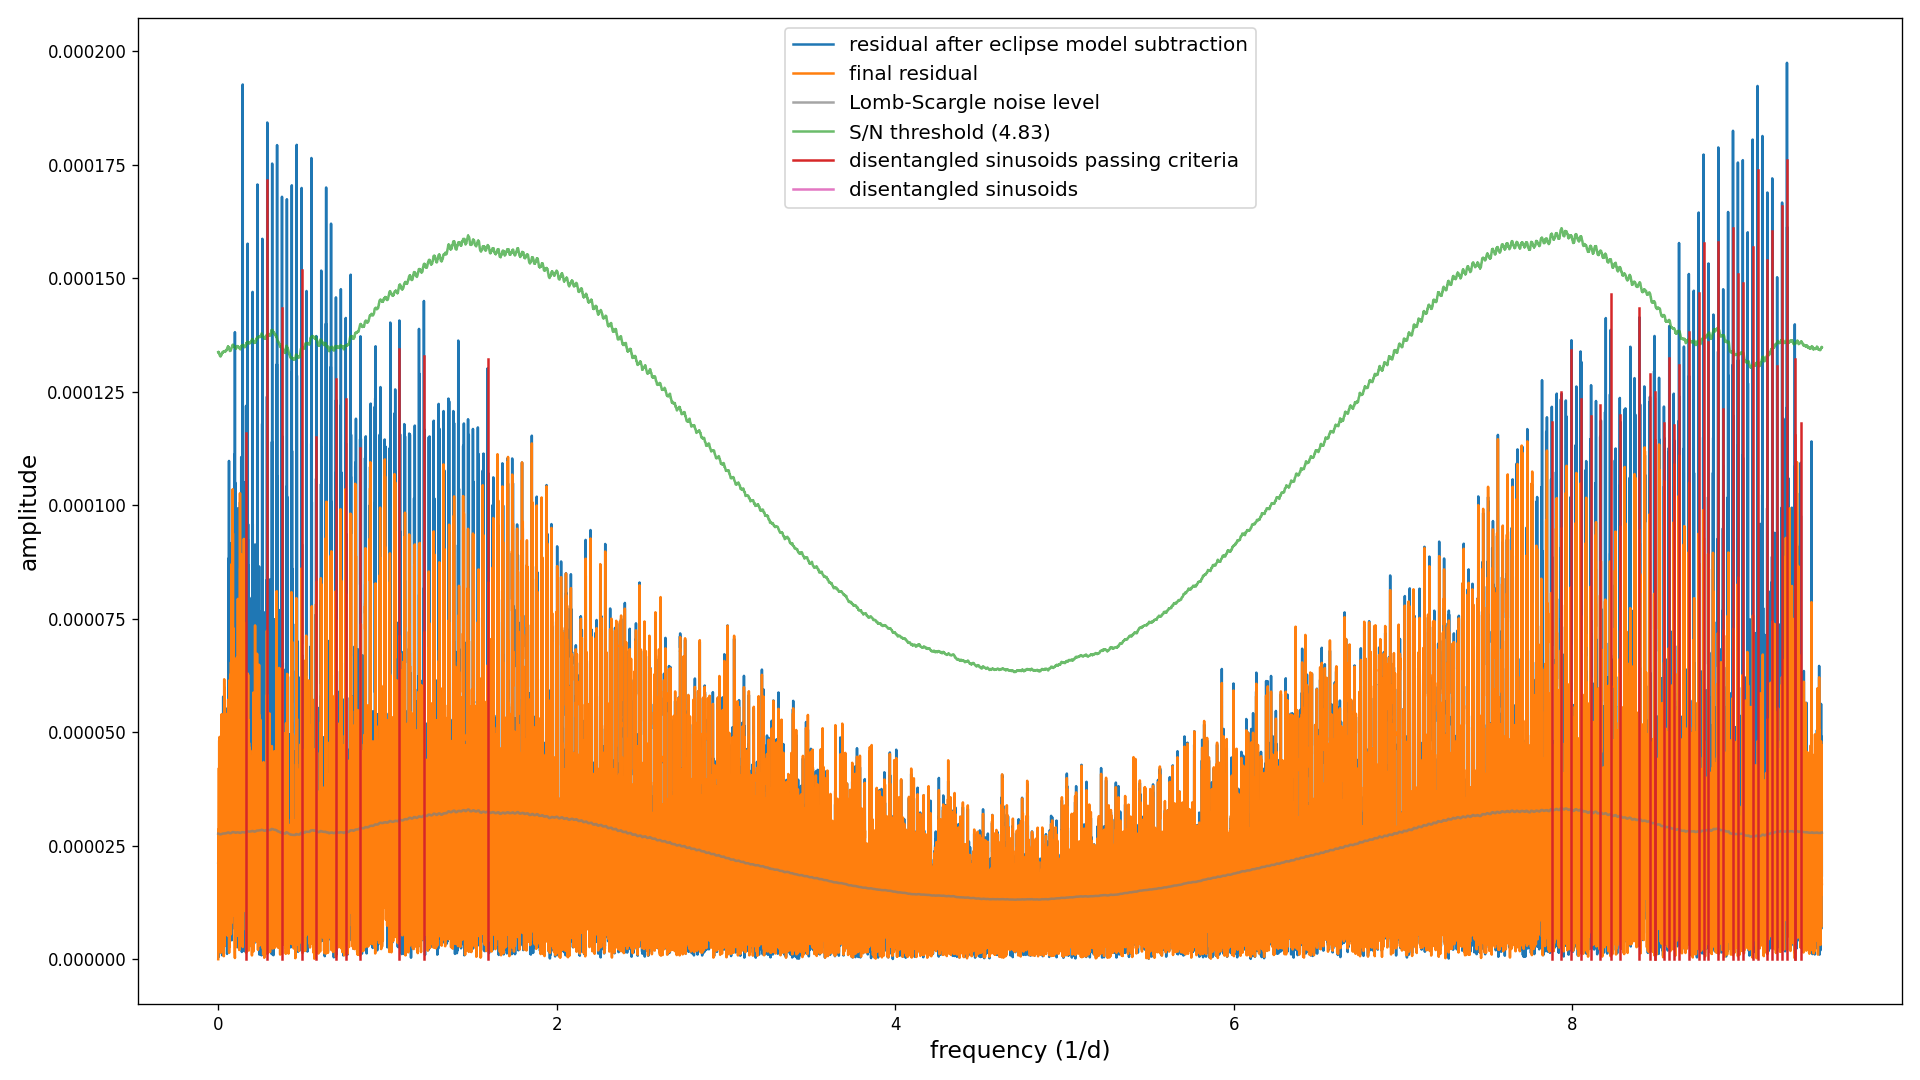 0.000200
0.000175
0.000150
0.000125
0.000100
0.000075
0.000050
0.000025
0.000000
amplitude
residual after eclipse model subtraction
final residual
Lomb-Scargle noise level
S/N threshold (4.83)
disentangled sinusoids passing criteria
disentangled sinusoids
0 2 4 6 8
frequency (1/d)